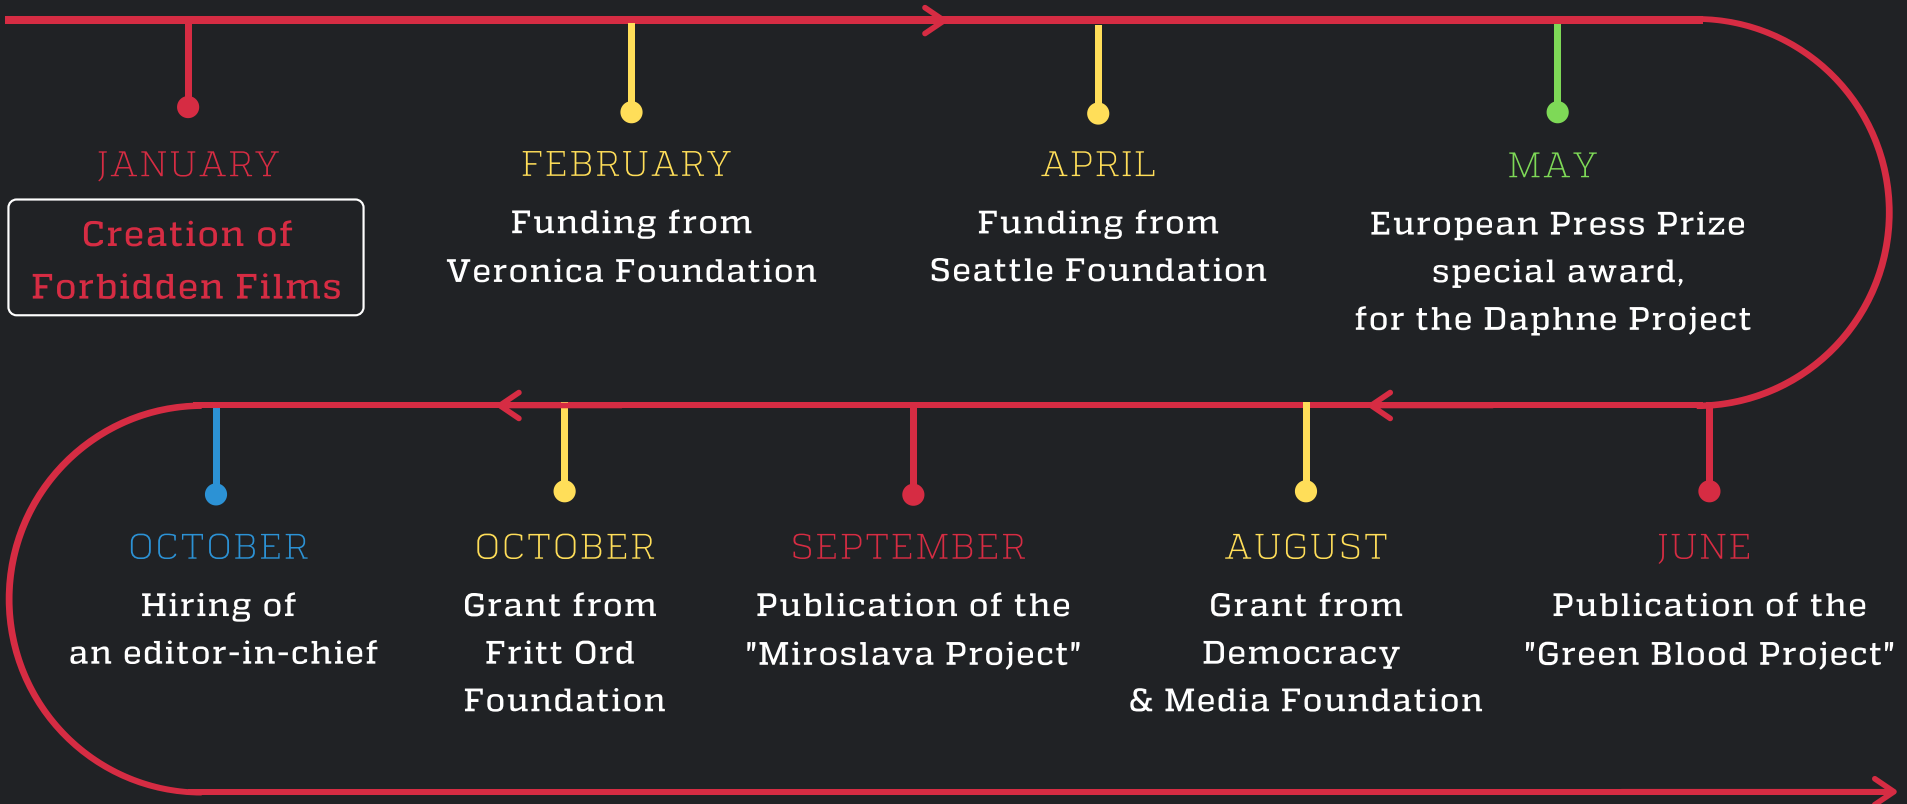 JANUARY
Creation of
Forbidden Films
FEBRUARY
Funding from
Veronica Foundation
APRIL
Funding from
Seattle Foundation
MAY
European Press Prize
special award,
for the Daphne Project
JUNE
Publication of the
"Green Blood Project"
AUGUST
Grant from
Democracy
& Media Foundation
SEPTEMBER
Publication of the
"Miroslava Project"
OCTOBER
Grant from
Fritt Ord
Foundation
OCTOBER
Hiring of
an editor-in-chief